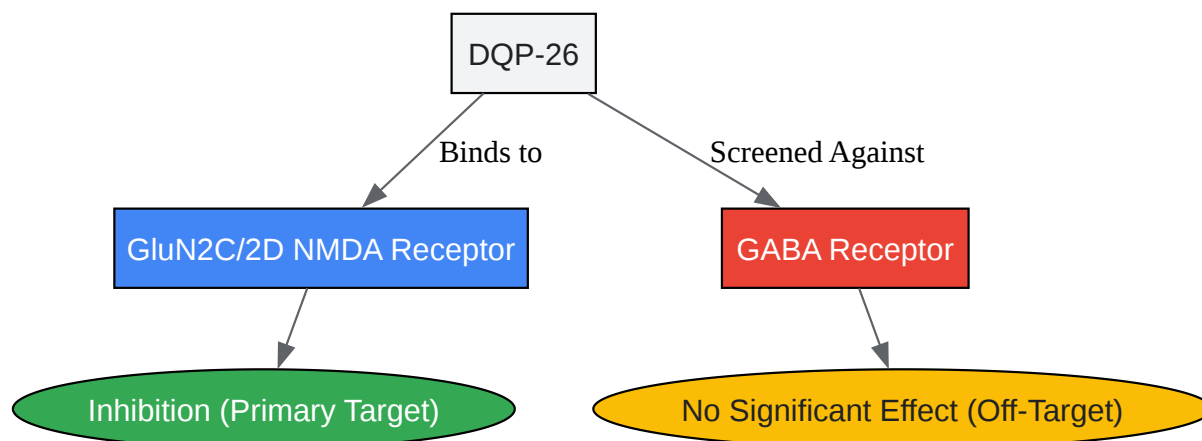 DQP-26
Binds to
Screened Against
GluN2C/2D NMDA Receptor
GABA Receptor
Inhibition (Primary Target)
No Significant Effect (Off-Target)